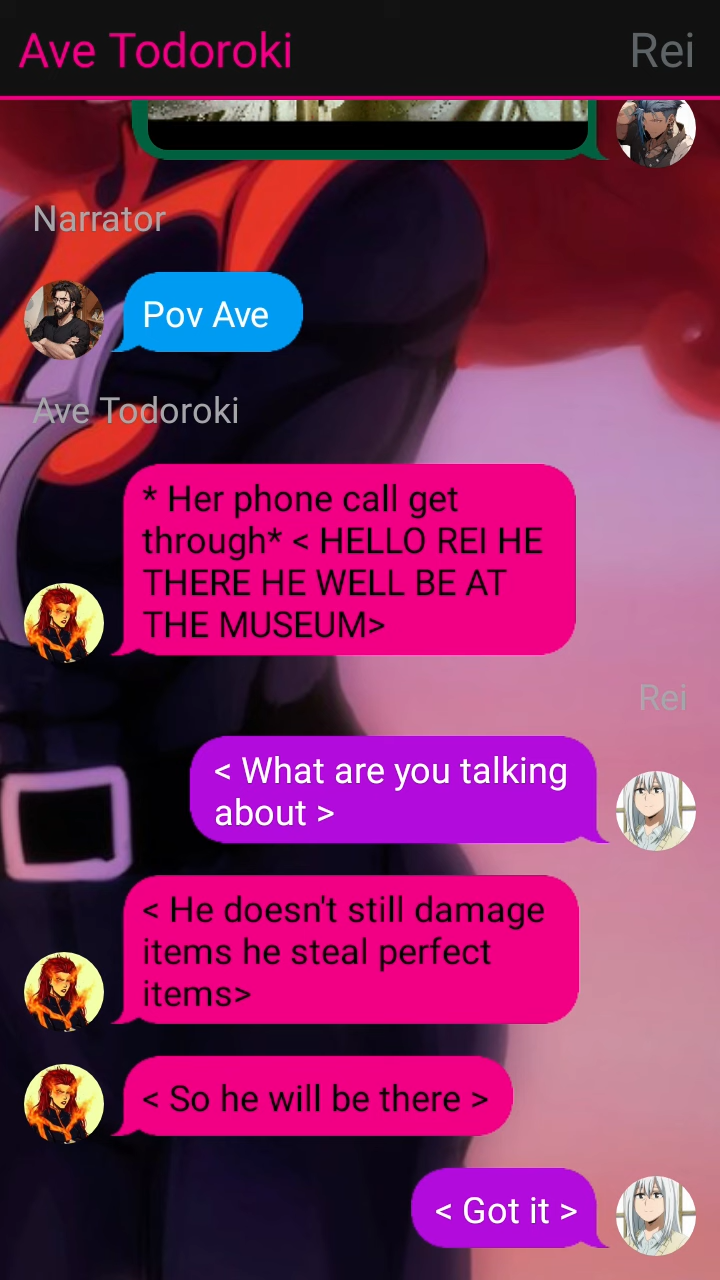 Ave Todoroki Rei
Narrator
Pov Ave
Ave Todoroki
* Her phone call get
through* < HELLO REI HE
THERE HE WELL BE AT
THE MUSEUM>
Rei
< What are you talking
about >
< He doesn't still damage
items he steal perfect
items>
< So he will be there >
< Got it >